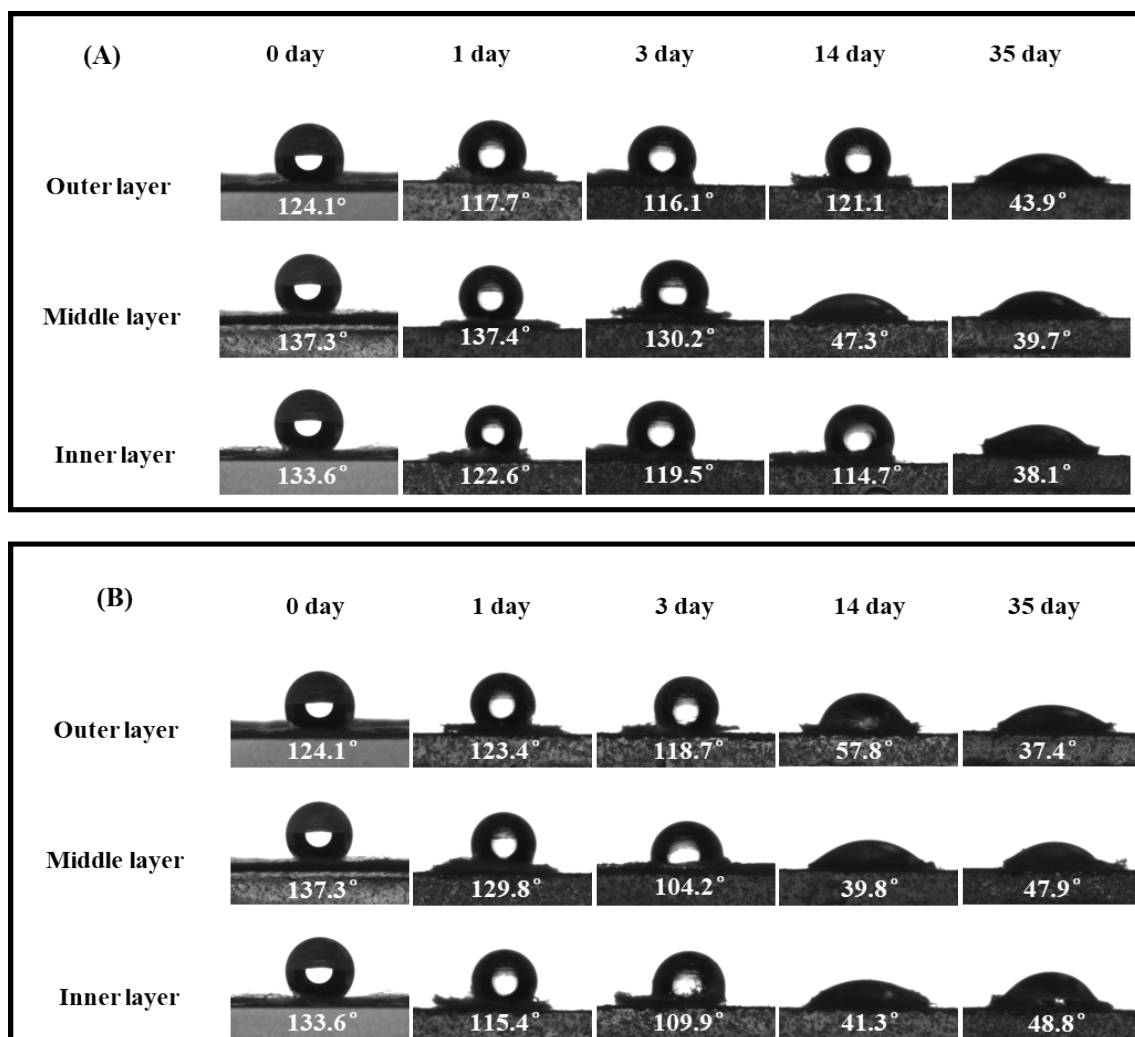 (A) 0 day 1 day 3 day 14 day 35 day
Outer layer 124.1° 117.7° 116.1° 121.1 43.9°
Middle layer 137.3° 137.4° 130.2° 47.3° 39.7°
Inner layer 133.6° 122.6° 119.5° 114.7° 38.1°
(B) 0 day 1 day 3 day 14 day 35 day
Outer layer 124.1° 123.4° 118.7° 57.8° 37.4°
Middle layer 137.3° 129.8° 104.2° 39.8° 47.9°
Inner layer 133.6° 115.4° 109.9° 41.3° 48.8°